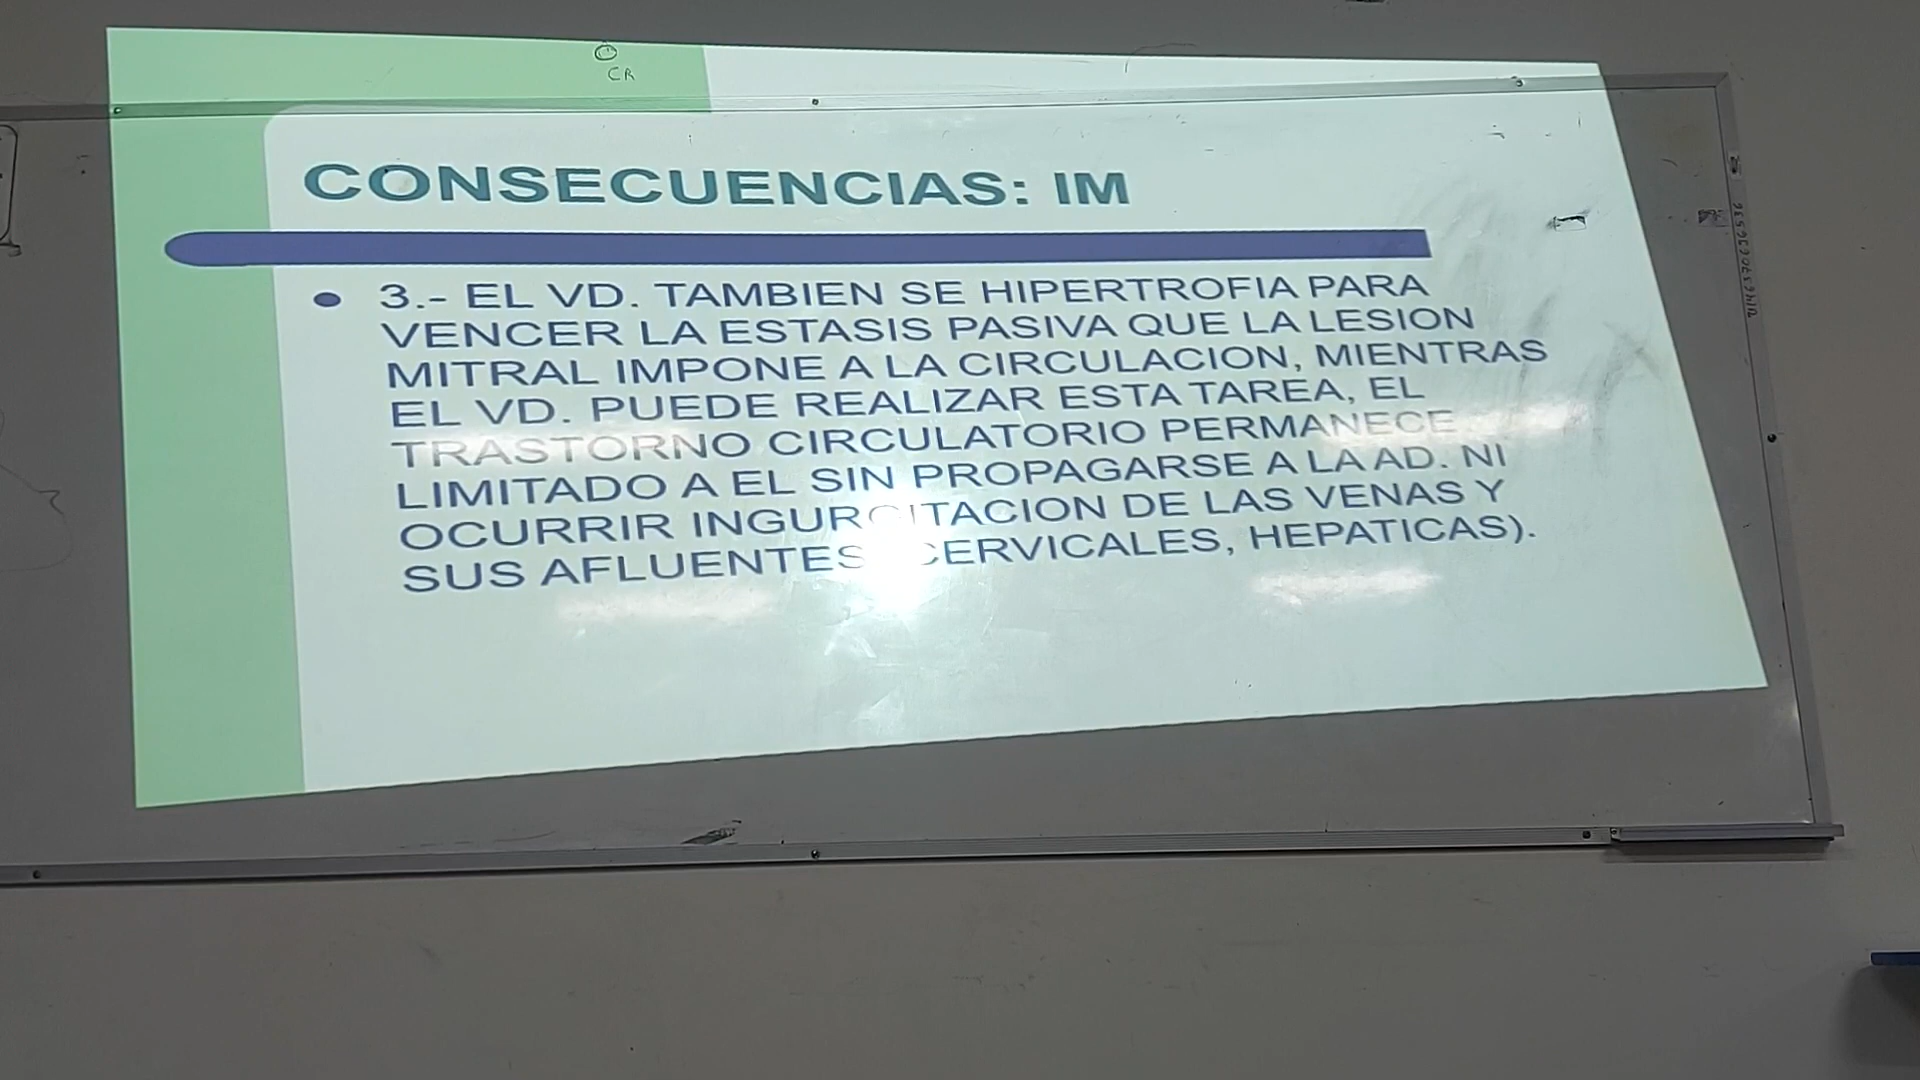 CR
CONSECUENCIAS: IM
3.- EL VD. TAMBIEN SE HIPERTROFIA PARA
VENCER LA ESTASIS PASIVA QUE LA LESION
MITRAL IMPONE A LA CIRCULACION, MIENTRAS
EL VD. PUEDE REALIZAR ESTA TAREA, EL
TRASTORNO CIRCULATORIO PERMANECE
LIMITADO A EL SIN PROPAGARSE A LA AD. NI
OCURRIR INGURGITACION DE LAS VENAS Y
SUS AFLUENTES CERVICALES, HEPATICAS).